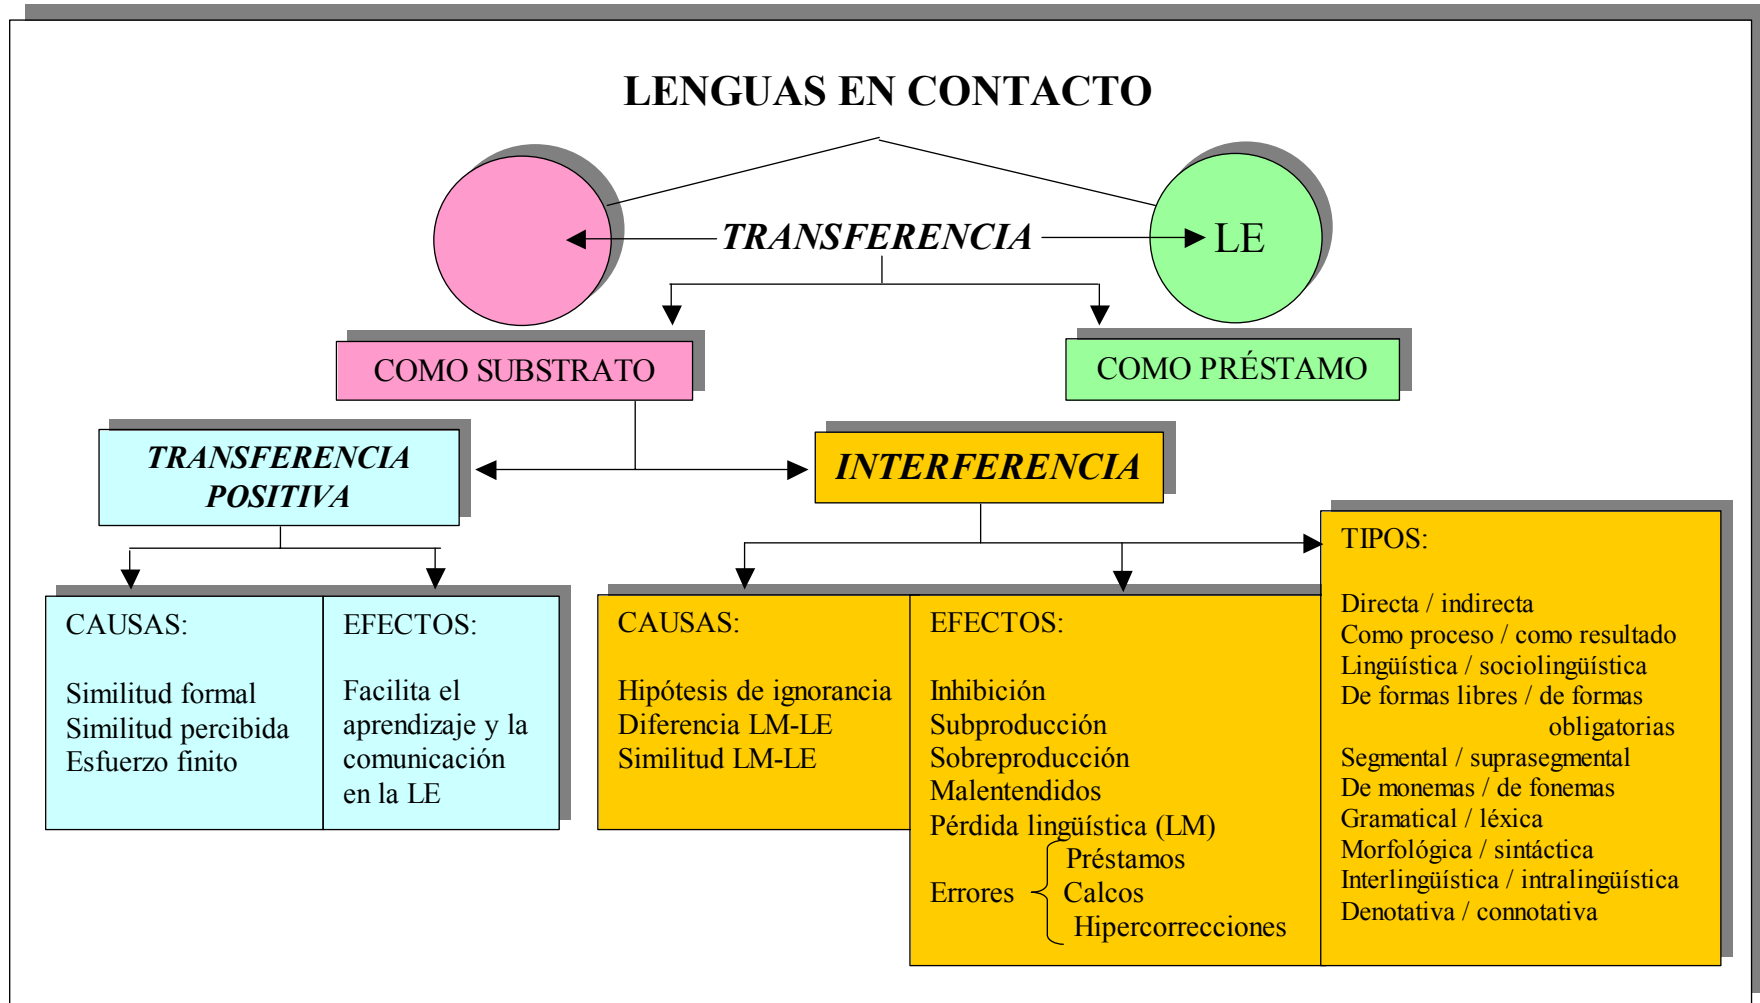 LENGUAS EN CONTACTO
TRANSFERENCIA
LE
COMO SUBSTRATO
COMO PRÉSTAMO
TRANSFERENCIA
POSITIVA
INTERFERENCIA
CAUSAS:
Similitud formal
Similitud percibida
Esfuerzo finito
EFECTOS:
Facilita el
aprendizaje y la
comunicación
en la LE
CAUSAS:
Hipótesis de ignorancia
Diferencia LM-LE
Similitud LM-LE
EFECTOS:
Inhibición
Subproducción
Sobreproducción
Malentendidos
Pérdida lingüística (LM)
Préstamos
Errores Calcos
Hipercorrecciones
TIPOS:
Directa / indirecta
Como proceso / como resultado
Lingüística / sociolingüística
De formas libres / de formas
obligatorias
Segmental / suprasegmental
De monemas / de fonemas
Gramatical / léxica
Morfológica / sintáctica
Interlingüística / intralingüística
Denotativa / connotativa